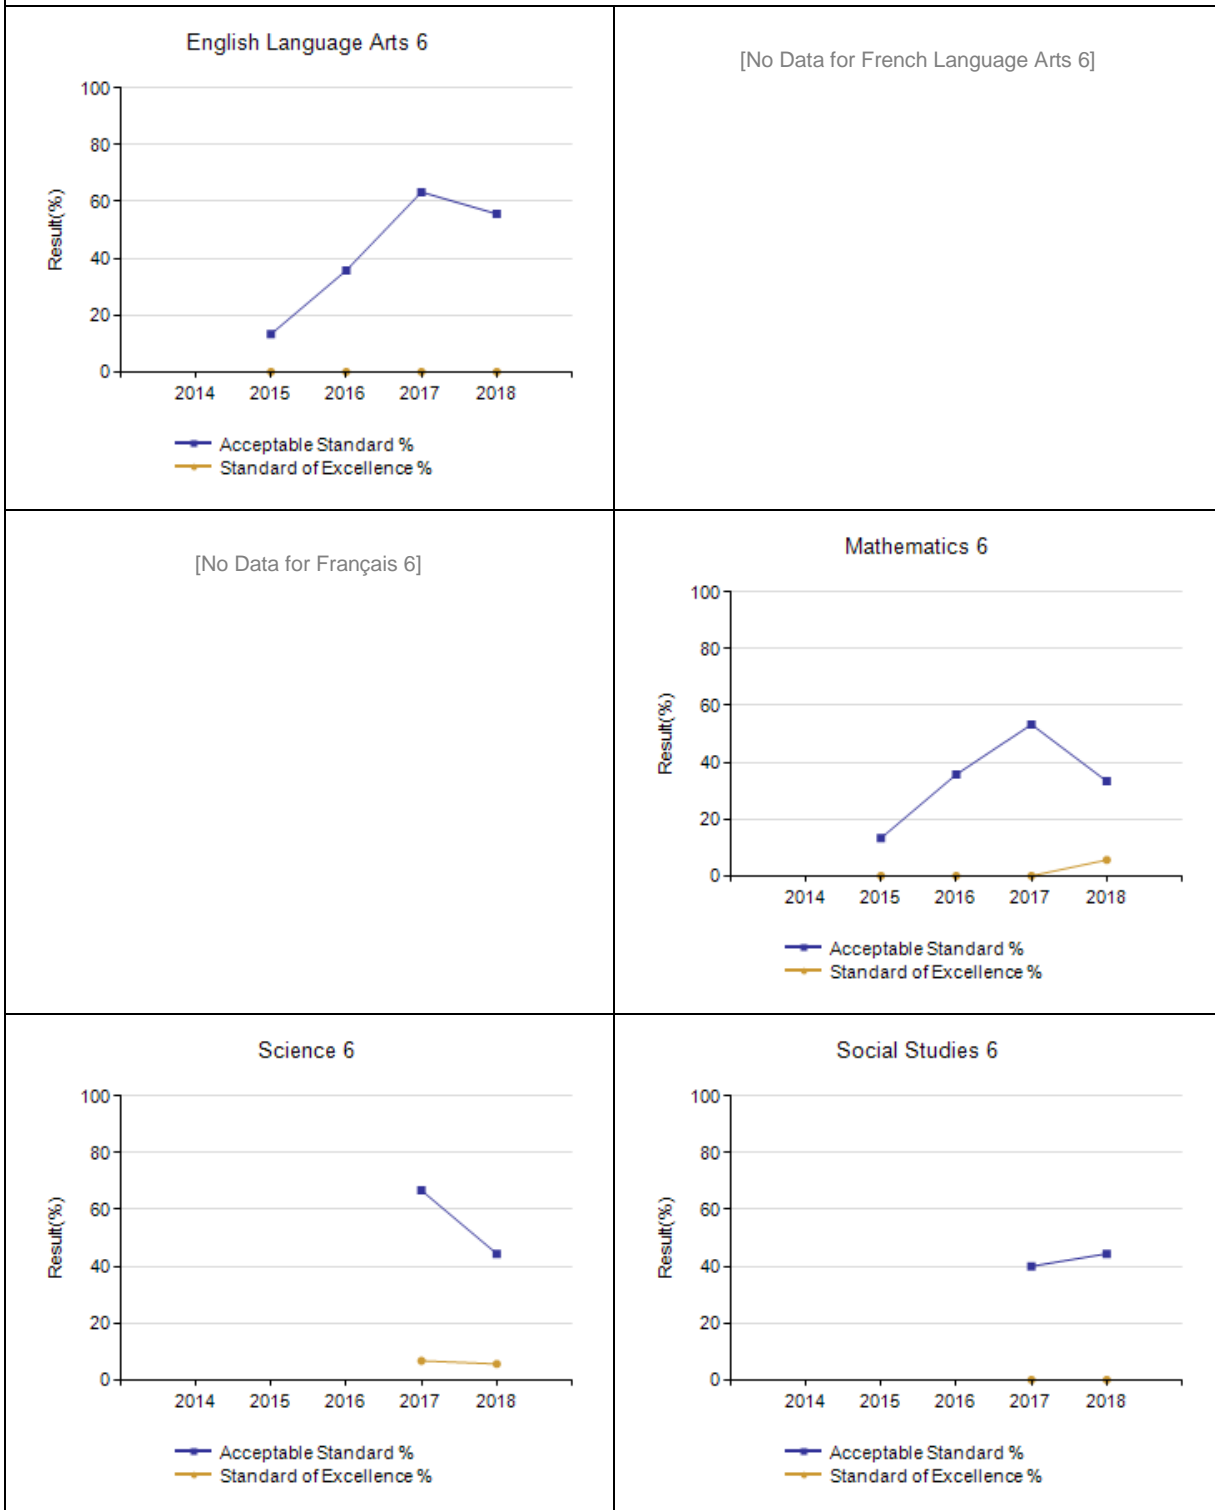 English Language Arts 6
100
80
60
40
20
0
Result(%)
2014 2015 2016 2017 2018
Acceptable Standard %
Standard of Excellence %
[No Data for French Language Arts 6]
[No Data for Français 6]
Mathematics 6
100
80
60
40
20
0
Result(%)
2014 2015 2016 2017 2018
Acceptable Standard %
Standard of Excellence %
Science 6
100
80
60
40
20
0
Result(%)
2014 2015 2016 2017 2018
Acceptable Standard %
Standard of Excellence %
Social Studies 6
100
80
60
40
20
0
Result(%)
2014 2015 2016 2017 2018
Acceptable Standard %
Standard of Excellence %